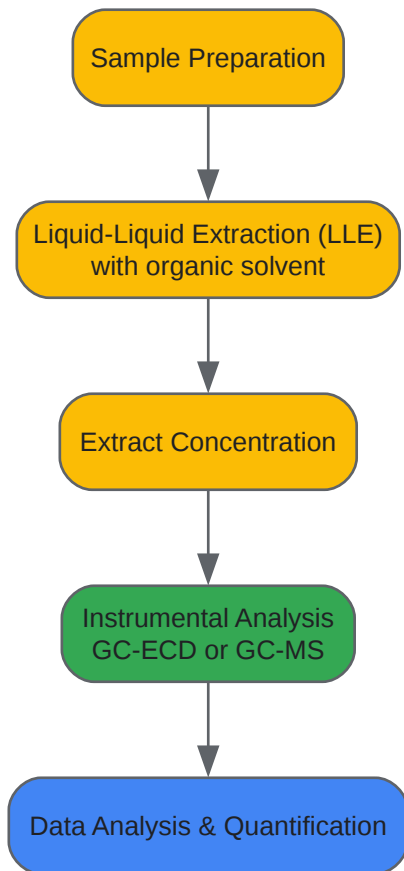 Sample Preparation
Liquid-Liquid Extraction (LLE)
with organic solvent
Extract Concentration
Instrumental Analysis
GC-ECD or GC-MS
Data Analysis & Quantification